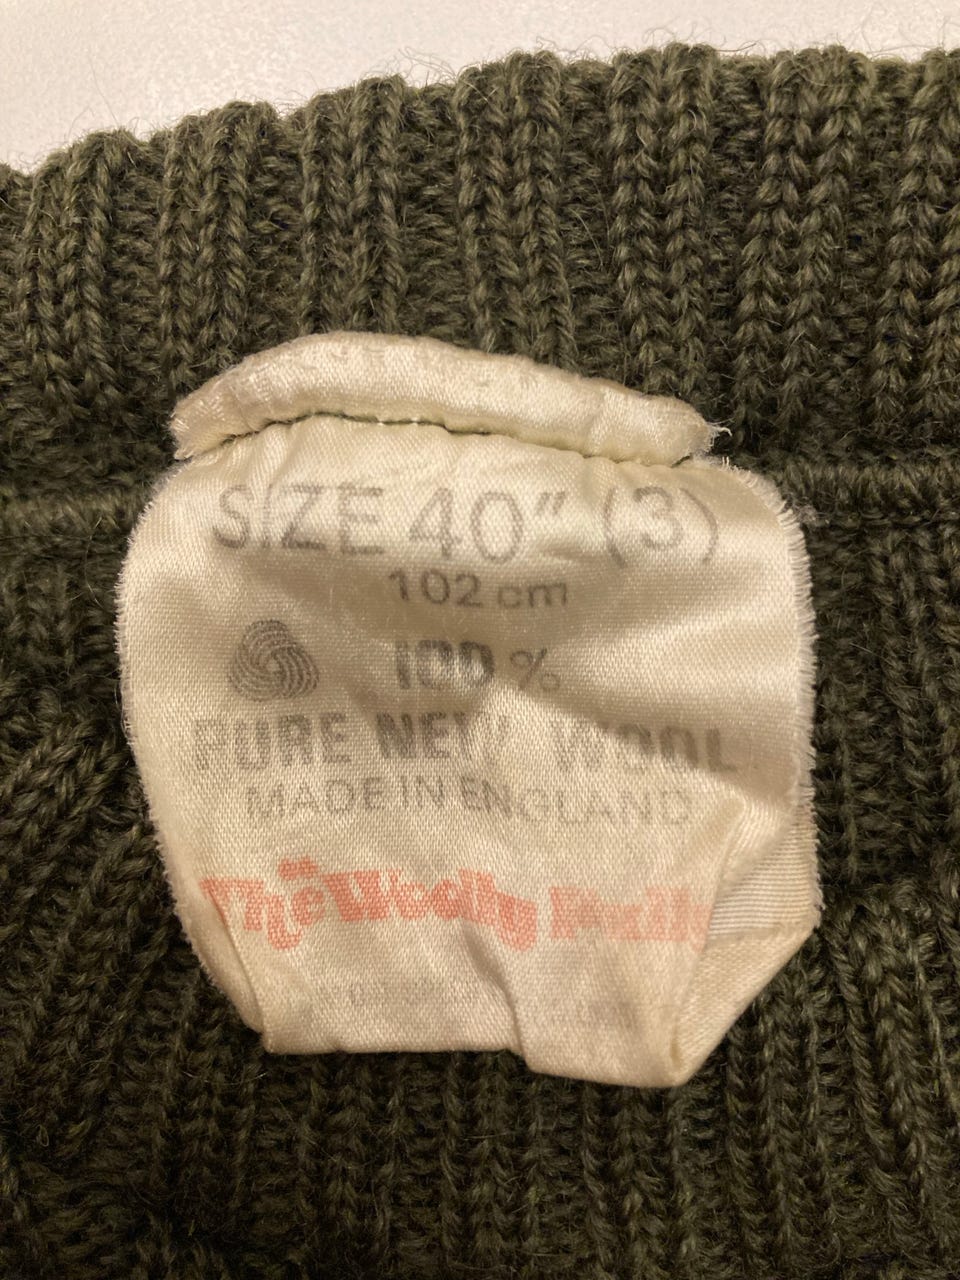 SIZE 40" (3)
102 cm
100 %
PURE NEW WOOL
MADE IN ENGLAND
The Woolly Pully